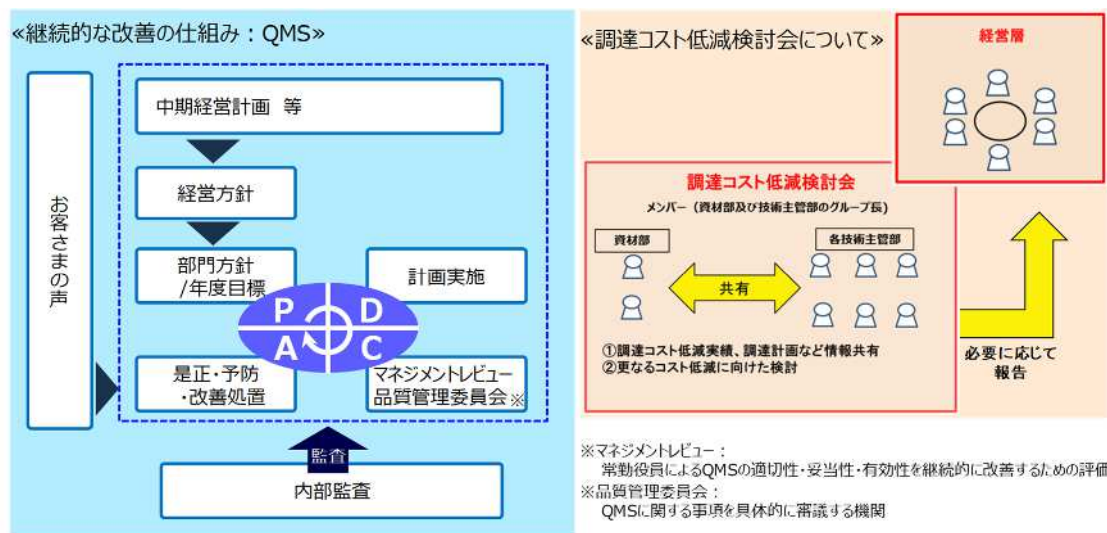 ≪継続的な改善の仕組み：QMS≫
お客さまの声
中期経営計画 等
経営方針
部門方針
/年度目標
計画実施
P D
A C
是正・予防
・改善処置
マネジメントレビュー
品質管理委員会※
監査
内部監査
≪調達コスト低減検討会について≫
経営層
調達コスト低減検討会
メンバー（資材部及び技術主管部のグループ長）
資材部
各技術主管部
共有
①調達コスト低減実績、調達計画など情報共有
②更なるコスト低減に向けた検討
必要に応じて
報告
※マネジメントレビュー：
常勤役員によるQMSの適切性・妥当性・有効性を継続的に改善するための評価
※品質管理委員会：
QMSに関する事項を具体的に審議する機関